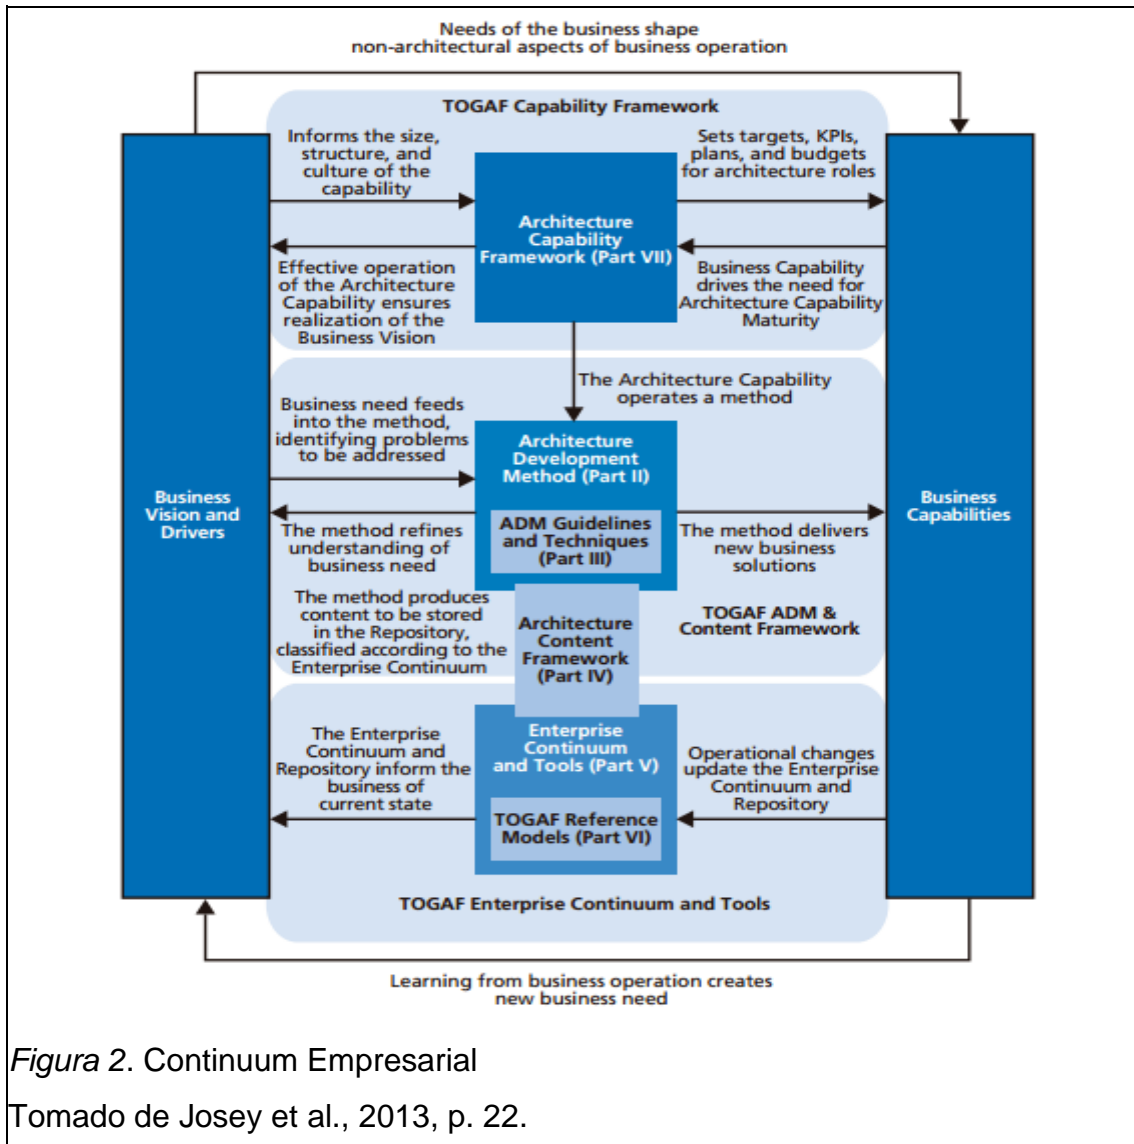 Needs of the business shape
non-architectural aspects of business operation
TOGAF Capability Framework
Informs the size,
structure, and
culture of the
capability
Sets targets, KPIs,
plans, and budgets
for architecture roles
Architecture
Capability
Framework (Part VII)
Effective operation
of the Architecture
Capability ensures
realization of the
Business Vision
Business Capability
drives the need for
Architecture Capability
Maturity
The Architecture Capability
operates a method
Business need feeds
into the method,
identifying problems
to be addressed
Architecture
Development
Method (Part II)
Business
Vision and
Drivers
Business
Capabilities
ADM Guidelines
and Techniques
(Part III)
The method refines
understanding of
business need
The method delivers
new business
solutions
The method produces
content to be stored
in the Repository,
classified according to the
Enterprise Continuum
Architecture
Content
Framework
(Part IV)
TOGAF ADM &
Content Framework
The Enterprise
Continuum and
Repository inform the
business of
current state
Enterprise
Continuum
and Tools (Part V)
Operational changes
update the Enterprise
Continuum and
Repository
TOGAF Reference
Models (Part VI)
TOGAF Enterprise Continuum and Tools
Learning from business operation creates
new business need
Figura 2. Continuum Empresarial
Tomado de Josey et al., 2013, p. 22.